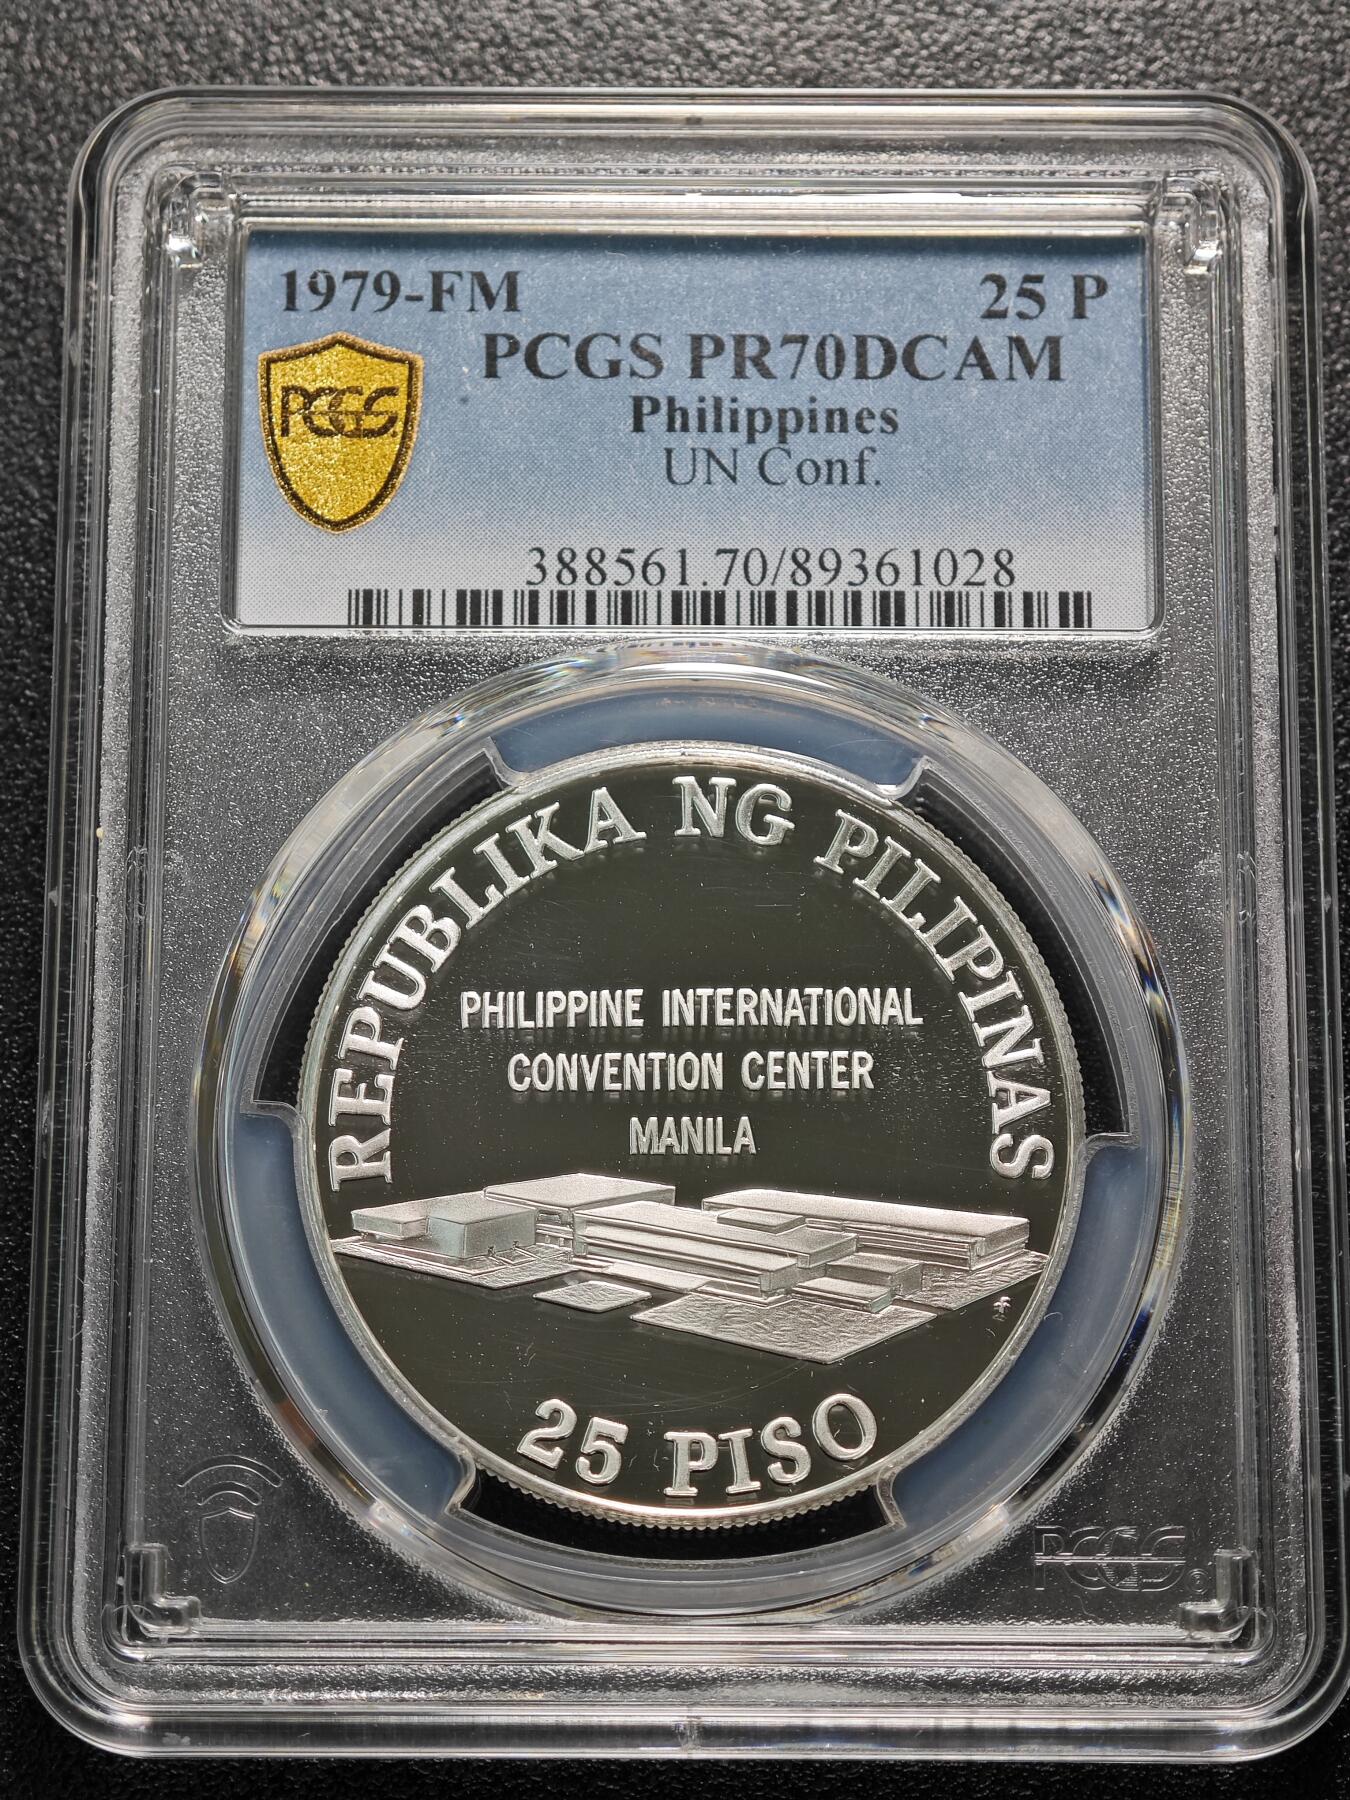 1979-FM 25 P
PCGS PR70DCAM
Philippines
UN Conf.
PCGS
388561.70/89361028
REPUBLIKA NG PILIPINAS
PHILIPPINE INTERNATIONAL
CONVENTION CENTER
MANILA
25 PISO
PCGS